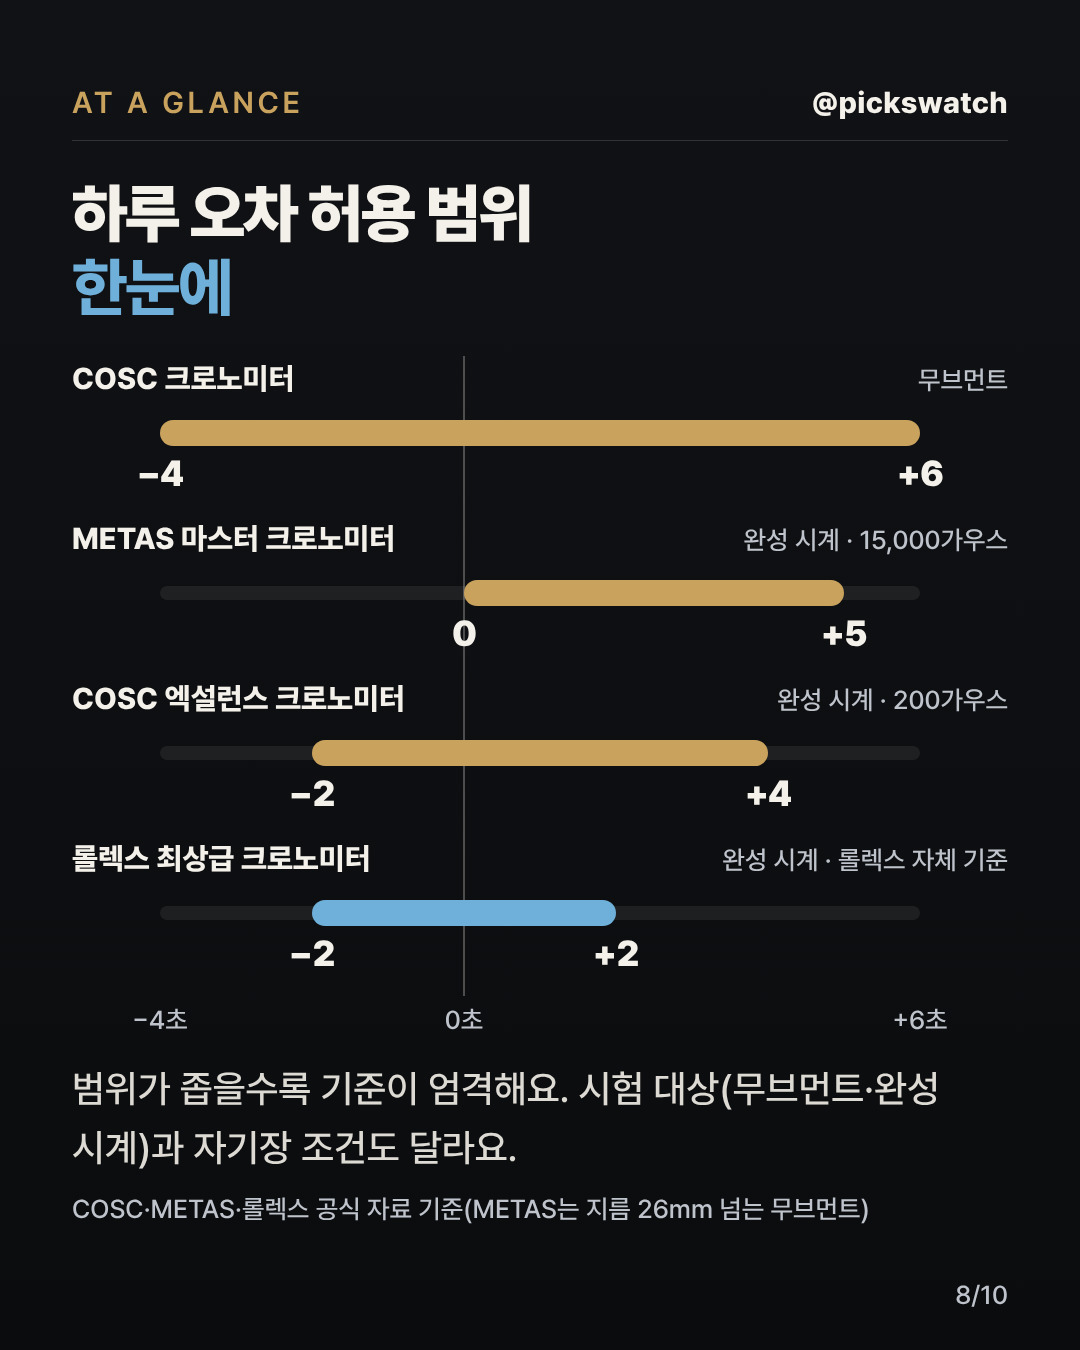 AT A GLANCE
@pickswatch
하루 오차 허용 범위
한눈에
COSC 크로노미터
무브먼트
−4
+6
METAS 마스터 크로노미터
완성 시계 · 15,000가우스
0
+5
COSC 엑설런스 크로노미터
완성 시계 · 200가우스
−2
+4
롤렉스 최상급 크로노미터
완성 시계 · 롤렉스 자체 기준
−2
+2
−4초
0초
+6초
범위가 좁을수록 기준이 엄격해요. 시험 대상(무브먼트·완성
시계)과 자기장 조건도 달라요.
COSC·METAS·롤렉스 공식 자료 기준(METAS는 지름 26mm 넘는 무브먼트)
8/10